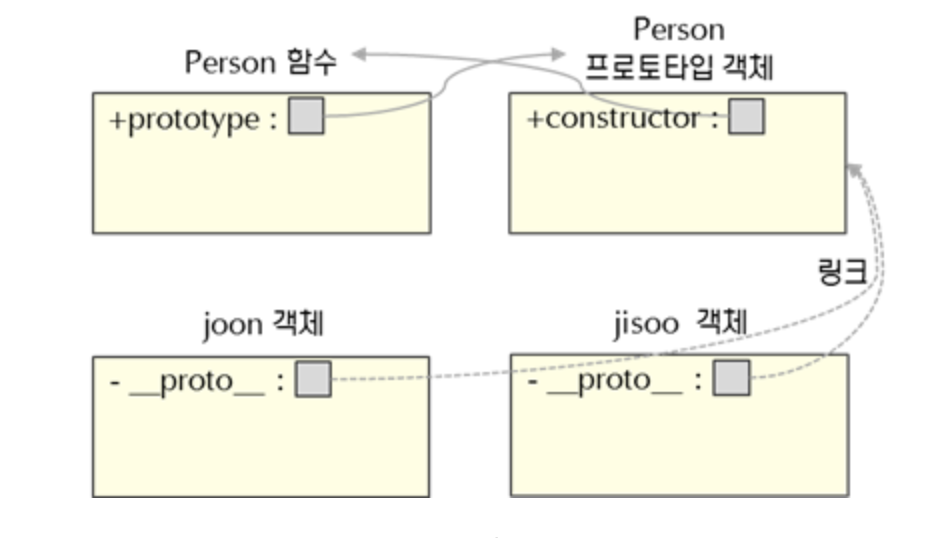 Person 함수
Person
프로토타입 객체
+prototype :
+constructor :
링크
joon 객체
jisoo 객체
- __proto__ :
- __proto__ :